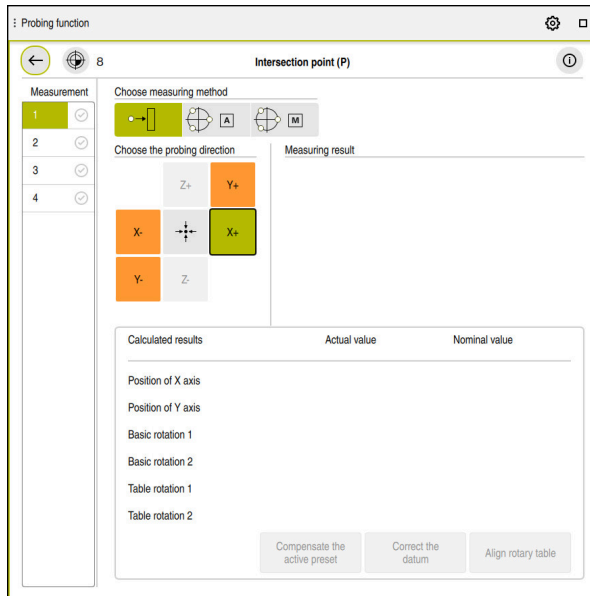 Probing function
8
Intersection point (P)
Measurement
1
2
3
4
Choose measuring method
A
M
Choose the probing direction
Z+
Y+
X-
X+
Y-
Z-
Measuring result
Calculated results
Actual value
Nominal value
Position of X axis
Position of Y axis
Basic rotation 1
Basic rotation 2
Table rotation 1
Table rotation 2
Compensate the
active preset
Correct the
datum
Align rotary table